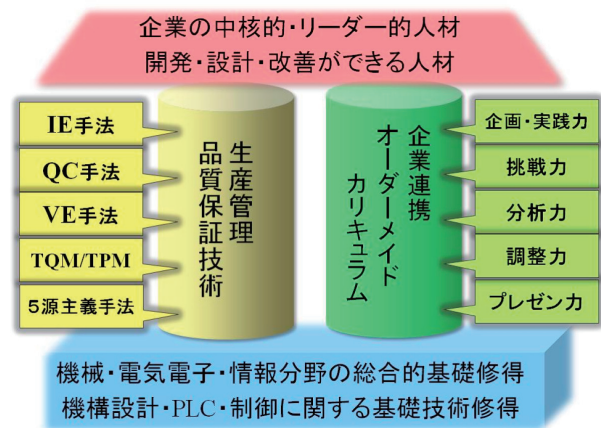 企業の中核的・リーダー的人材
開発・設計・改善ができる人材
IE手法
QC手法
VE手法
TQM/TPM
5源主義手法
生産管理
品質保証技術
企業連携
オーダーメイド
カリキュラム
企画・実践力
挑戦力
分析力
調整力
プレゼン力
機械・電気電子・情報分野の総合的基礎修得
機構設計・PLC・制御に関する基礎技術修得